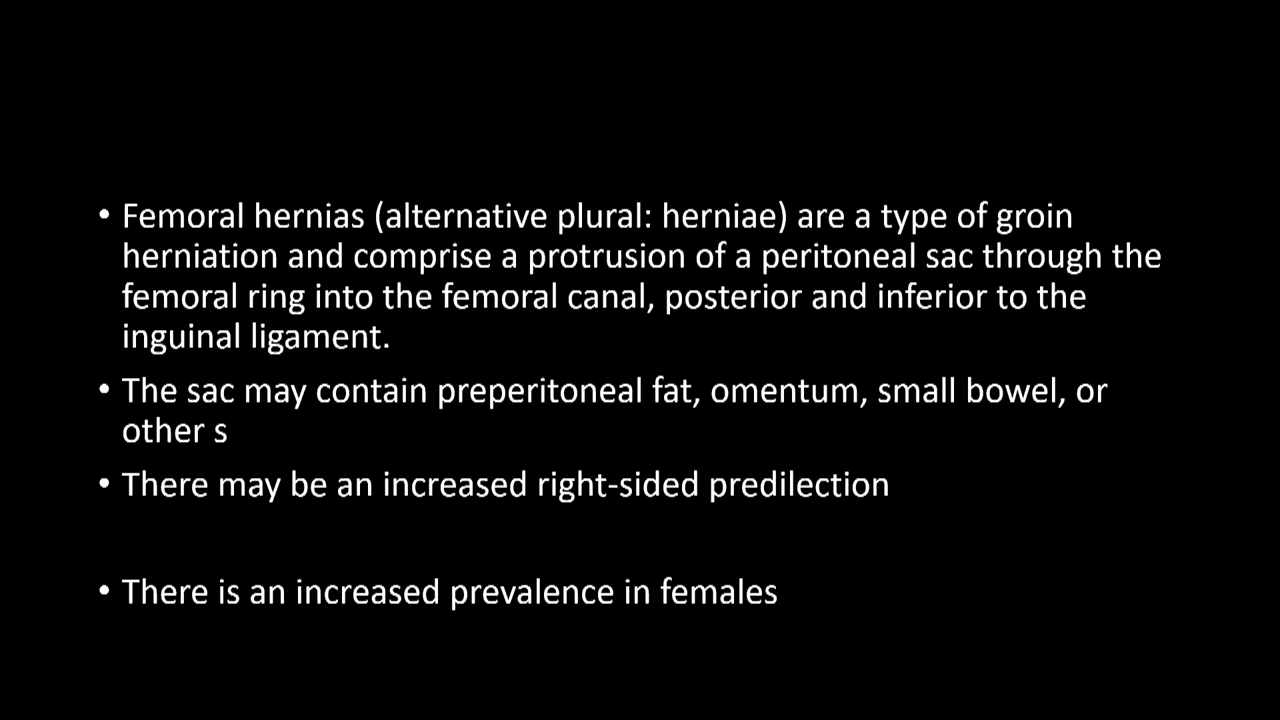 • Femoral hernias (alternative plural: herniae) are a type of groin
herniation and comprise a protrusion of a peritoneal sac through the
femoral ring into the femoral canal, posterior and inferior to the
inguinal ligament.
• The sac may contain preperitoneal fat, omentum, small bowel, or
other s
• There may be an increased right-sided predilection
• There is an increased prevalence in females